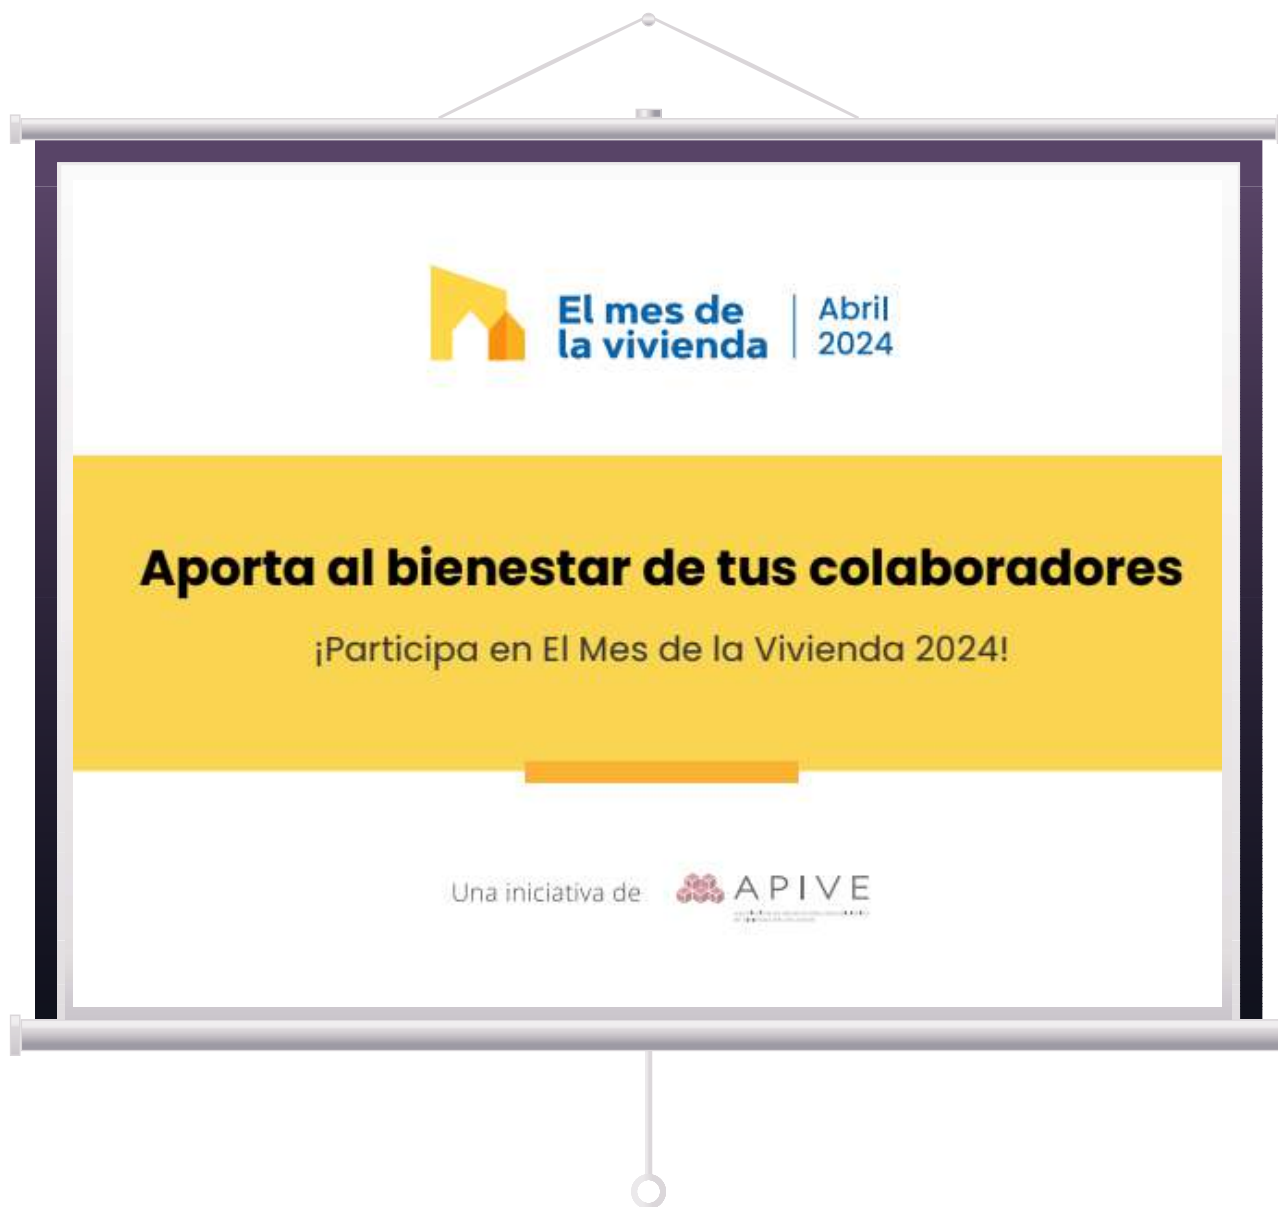 El mes de
la vivienda
Abril
2024
Aporta al bienestar de tus colaboradores
¡Participa en El Mes de la Vivienda 2024!
Una iniciativa de
APIVE